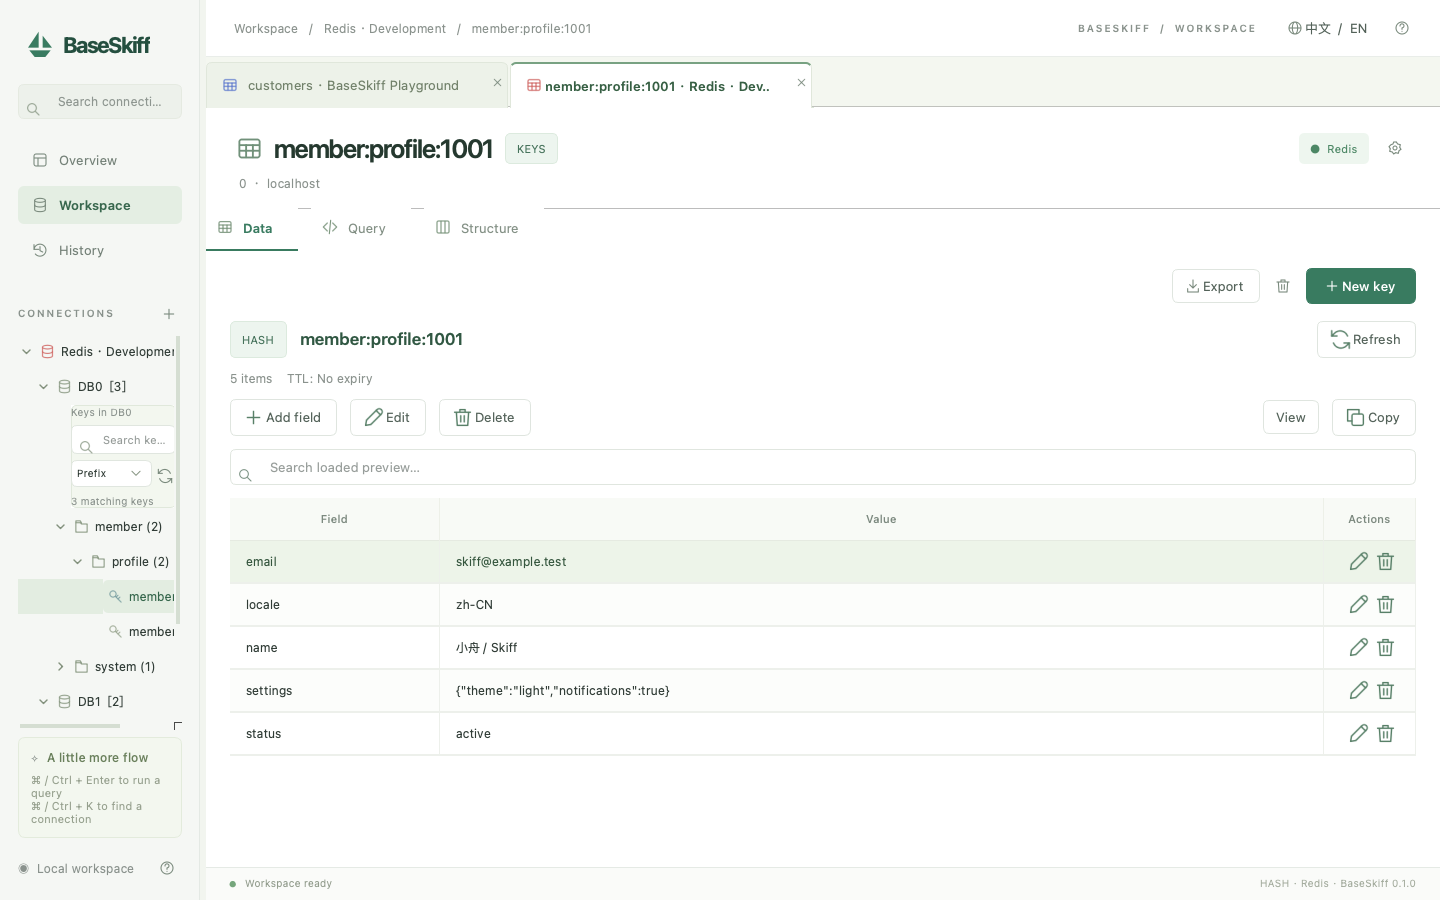 BaseSkiff
Search connecti...
Overview
Workspace
History
CONNECTIONS
Redis · Developmer
DB0 [3]
Keys in DB0
Search ke...
Prefix
3 matching keys
member (2)
profile (2)
member
member
system (1)
DB1 [2]
A little more flow
⌘ / Ctrl + Enter to run a
query
⌘ / Ctrl + K to find a
connection
Local workspace
Workspace / Redis · Development / member:profile:1001
BASESKIFF / WORKSPACE
中文 / EN
customers · BaseSkiff Playground
nember:profile:1001 · Redis · Dev..
member:profile:1001
KEYS
Redis
0 · localhost
Data
Query
Structure
Export
New key
HASH
member:profile:1001
Refresh
5 items TTL: No expiry
Add field
Edit
Delete
View
Copy
Search loaded preview...
Field Value Actions
email skiff@example.test
locale zh-CN
name 小舟 / Skiff
settings {"theme":"light","notifications":true}
status active
Workspace ready
HASH · Redis · BaseSkiff 0.1.0